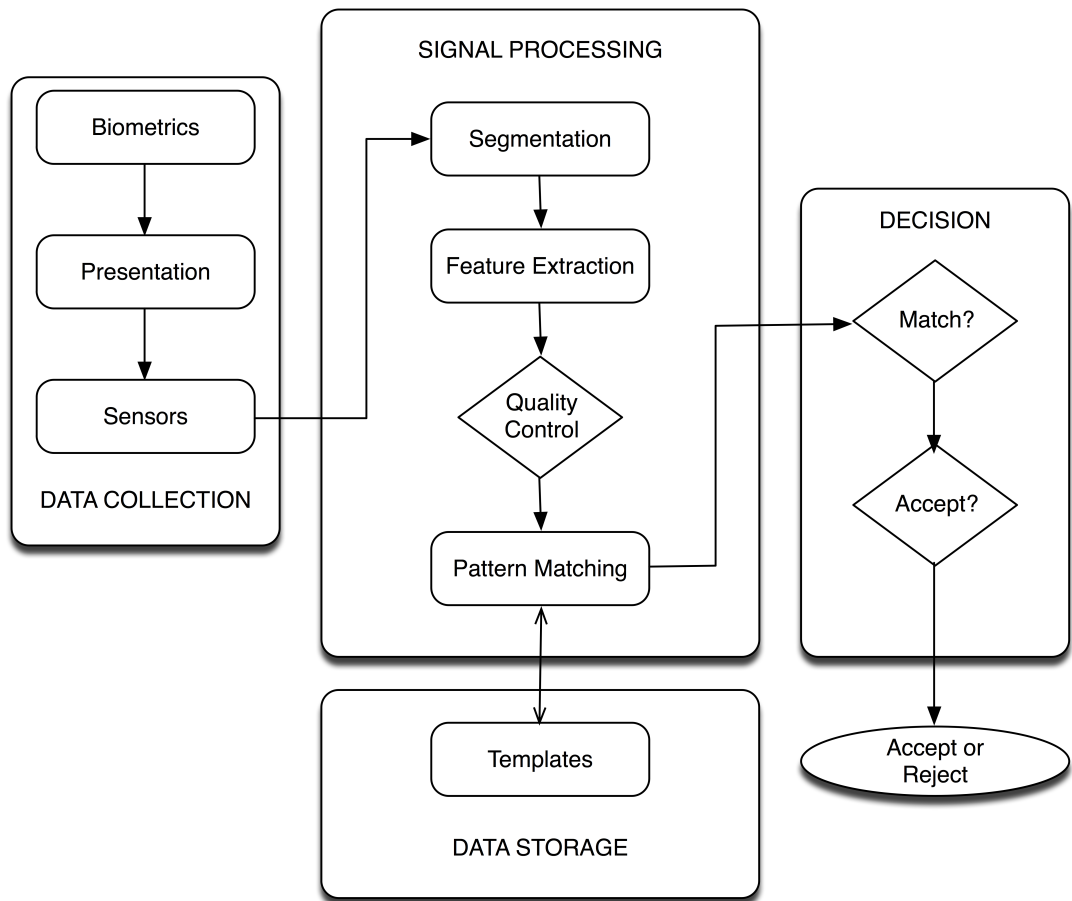 Biometrics
Presentation
Sensors
DATA COLLECTION
SIGNAL PROCESSING
Segmentation
Feature Extraction
Quality
Control
Pattern Matching
Templates
DATA STORAGE
DECISION
Match?
Accept?
Accept or
Reject